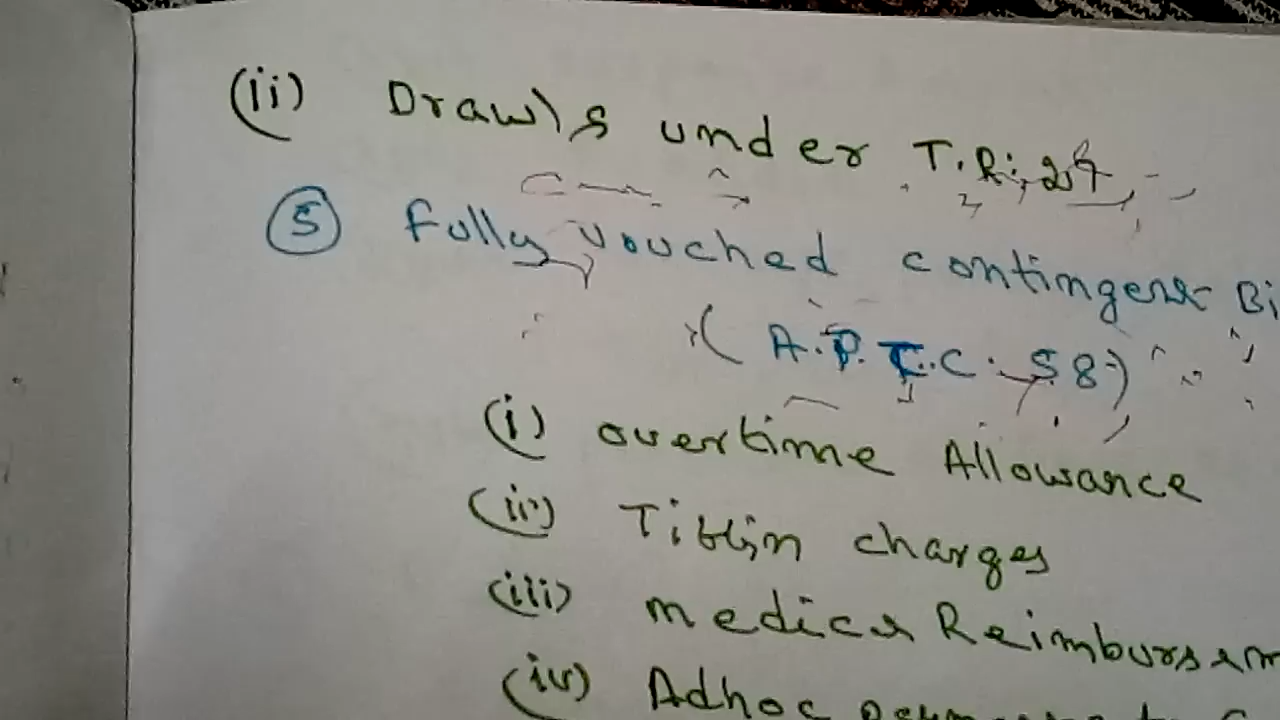 (ii) Drawls under T.R. 27
(5) Fully vouched contingent Bi
(A.P.T.C. 58)
(i) overtime Allowance
(ii) Tiffin charges
(iii) medical Reimbursem
(iv) Adhoc